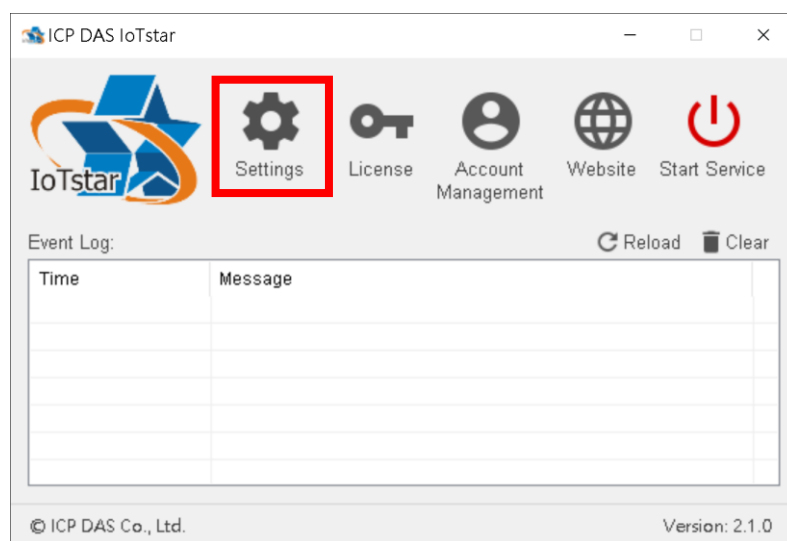 ICP DAS IoTstar
IoTstar
Settings
License
Account
Management
Website
Start Service
Event Log:
Reload
Clear
Time
Message
© ICP DAS Co., Ltd.
Version: 2.1.0